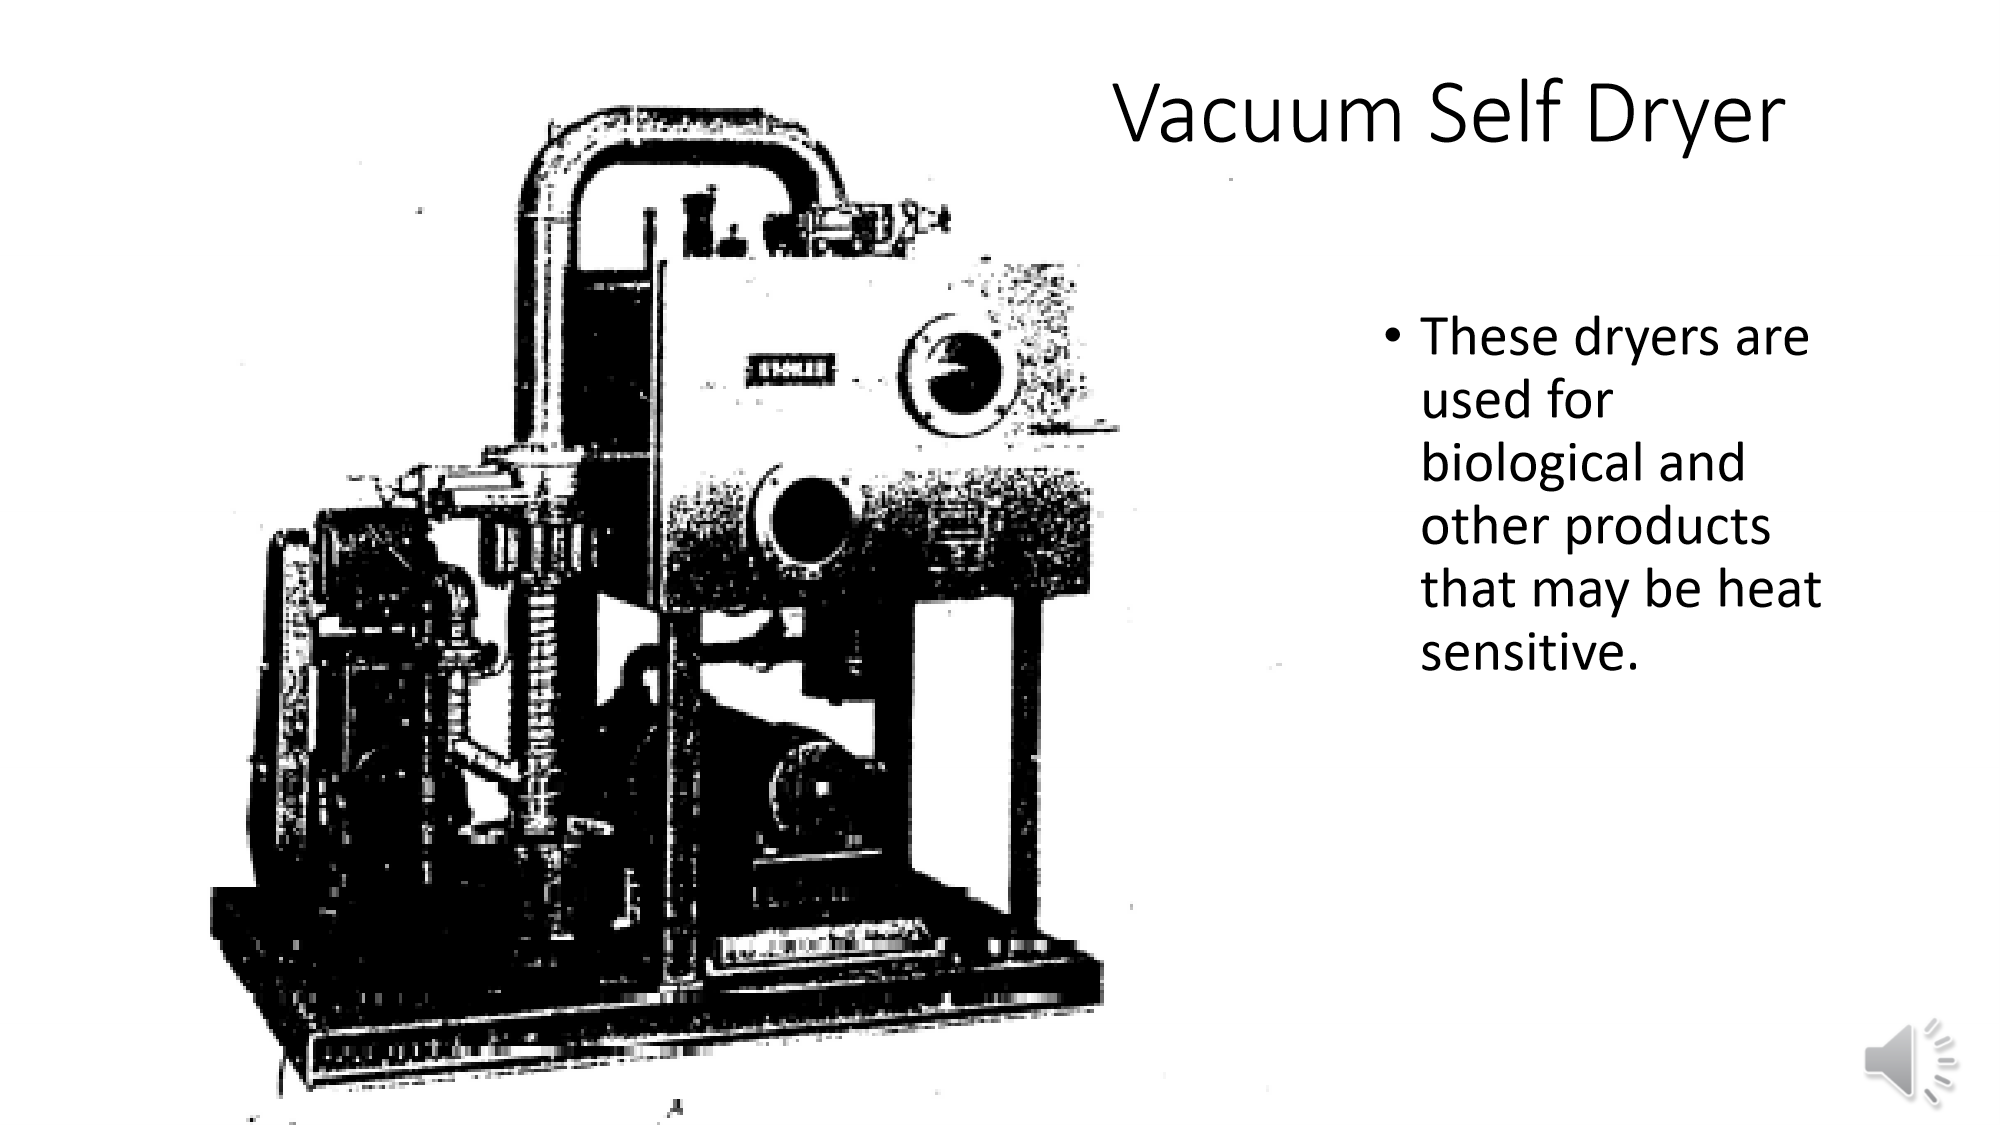 Vacuum Self Dryer
• These dryers are
used for
biological and
other products
that may be heat
sensitive.
A